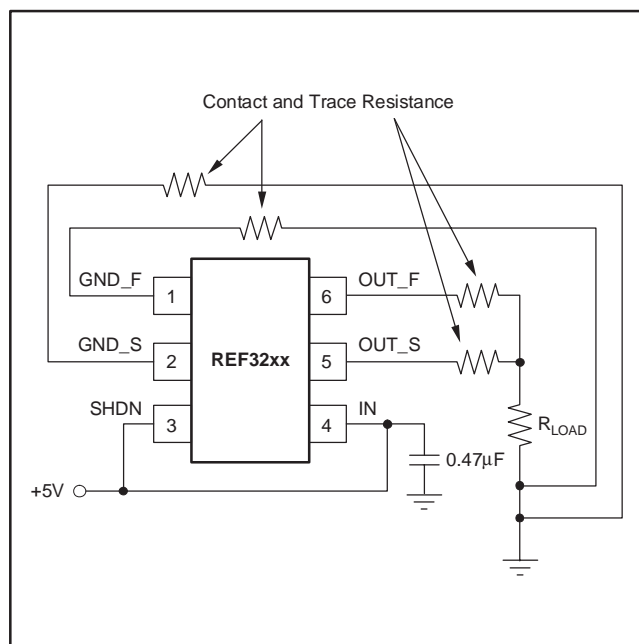 Contact and Trace Resistance
GND_F
1
6
OUT_F
GND_S
2
REF32xx
5
OUT_S
SHDN
3
4
IN
R_LOAD
0.47μF
+5V